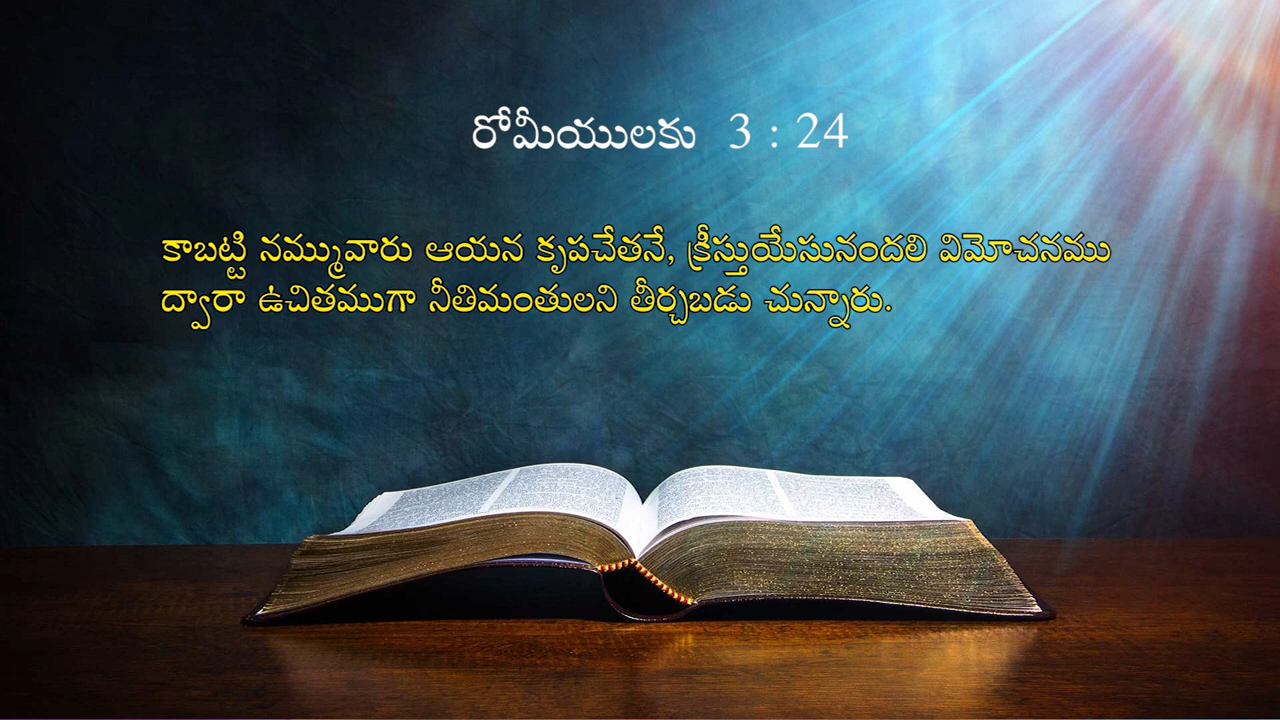 రోమీయులకు 3 : 24
కాబట్టి నమ్మువారు ఆయన కృపచేతనే, క్రీస్తుయేసునందలి విమోచనము
ద్వారా ఉచితముగా నీతిమంతులని తీర్చబడు చున్నారు.